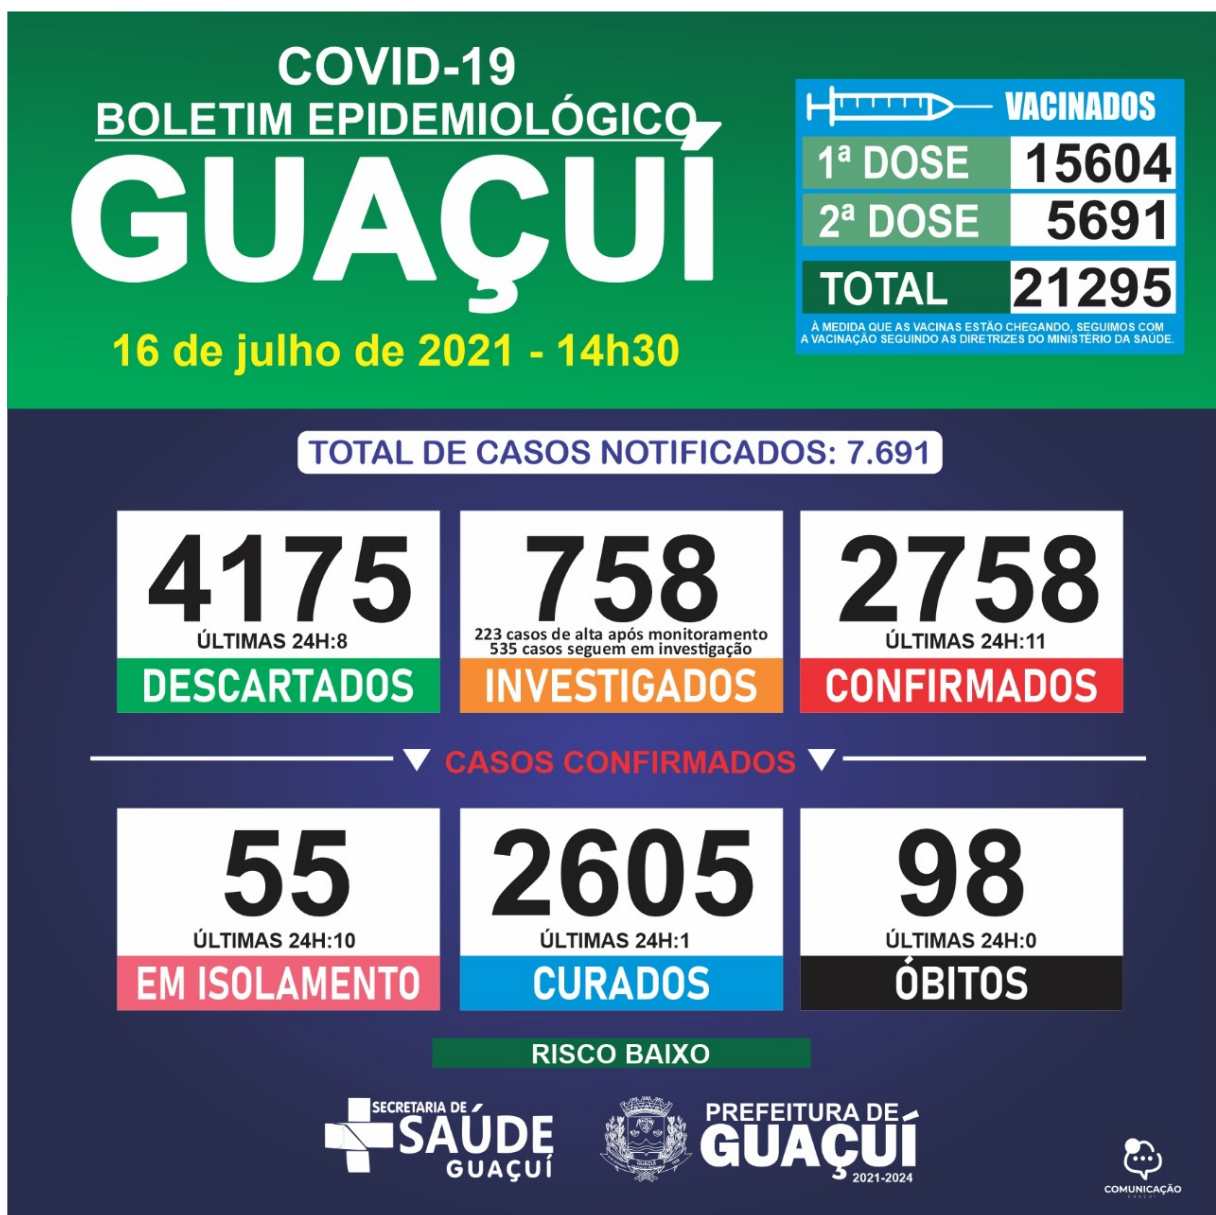 COVID-19
BOLETIM EPIDEMIOLÓGICO
GUAÇUÍ
16 de julho de 2021 - 14h30
VACINADOS
1ª DOSE 15604
2ª DOSE 5691
TOTAL 21295
À MEDIDA QUE AS VACINAS ESTÃO CHEGANDO, SEGUIMOS COM
A VACINAÇÃO SEGUINDO AS DIRETRIZES DO MINISTÉRIO DA SAÚDE.
TOTAL DE CASOS NOTIFICADOS: 7.691
4175
ÚLTIMAS 24H:8
DESCARTADOS
758
223 casos de alta após monitoramento
535 casos seguem em investigação
INVESTIGADOS
2758
ÚLTIMAS 24H:11
CONFIRMADOS
CASOS CONFIRMADOS
55
ÚLTIMAS 24H:10
EM ISOLAMENTO
2605
ÚLTIMAS 24H:1
CURADOS
98
ÚLTIMAS 24H:0
ÓBITOS
RISCO BAIXO
SECRETARIA DE
SAÚDE
GUAÇUÍ
PREFEITURA DE
GUAÇUÍ
2021-2024
COMUNICAÇÃO
GUAÇUÍ